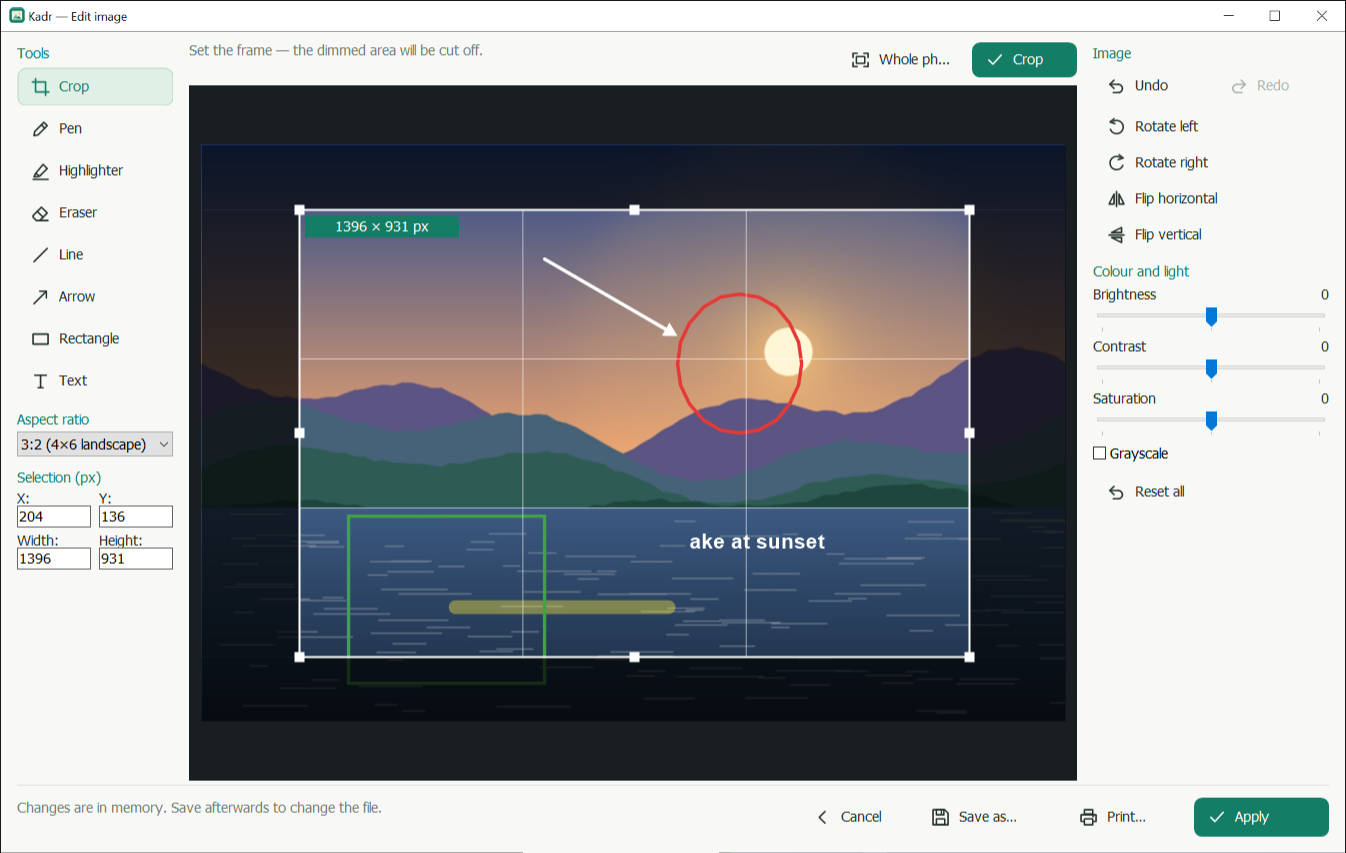 Kadr — Edit image
Tools
Crop
Pen
Highlighter
Eraser
Line
Arrow
Rectangle
Text
Aspect ratio
3:2 (4×6 landscape)
Selection (px)
X: Y:
204 136
Width: Height:
1396 931
Set the frame — the dimmed area will be cut off.
Whole ph...
Crop
1396 × 931 px
ake at sunset
Image
Undo Redo
Rotate left
Rotate right
Flip horizontal
Flip vertical
Colour and light
Brightness 0
Contrast 0
Saturation 0
Grayscale
Reset all
Changes are in memory. Save afterwards to change the file.
Cancel
Save as...
Print...
Apply